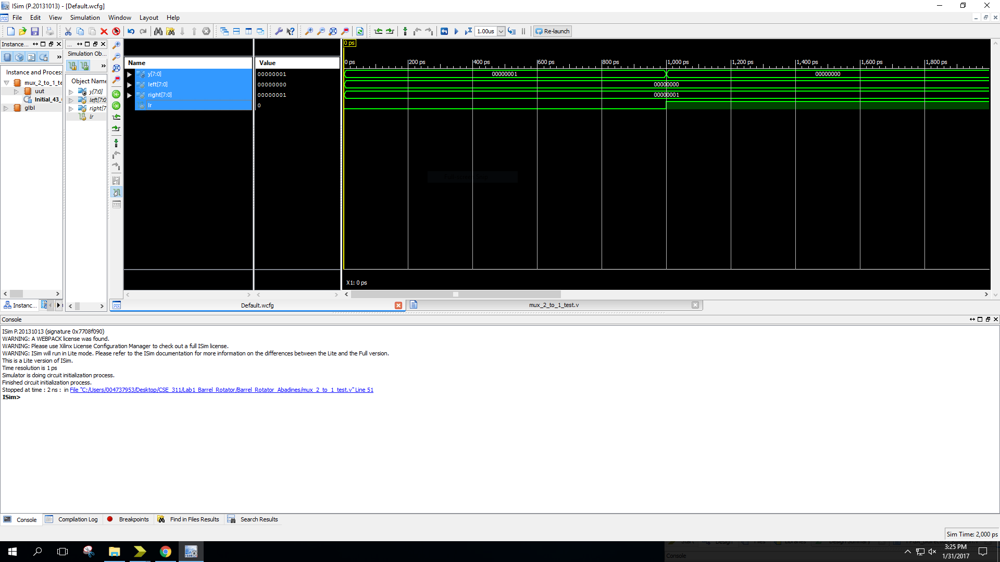 ISim (P.20131013) - [Default.wcfg]
File Edit View Simulation Window Layout Help
1.00us
Re-launch
Instance...
...
Simulation Ob...
Instance and Proces
mux_2_to_1_te
uut
Initial_43_
glbl
Object Name
y[7:0]
left[7:0
right[7
lr
Name
y[7:0]
left[7:0]
right[7:0]
lr
Value
00000001
00000000
00000001
0
0 ps
0 ps 200 ps 400 ps 600 ps 800 ps 1,000 ps 1,200 ps 1,400 ps 1,600 ps 1,800 ps
00000001 00000000
00000000
00000001
X1: 0 ps
Instanc...
Default.wcfg
mux_2_to_1_test.v
Console
ISim P.20131013 (signature 0x7708f090)
WARNING: A WEBPACK license was found.
WARNING: Please use Xilinx License Configuration Manager to check out a full ISim license.
WARNING: ISim will run in Lite mode. Please refer to the ISim documentation for more information on the differences between the Lite and the Full version.
This is a Lite version of ISim.
Time resolution is 1 ps
Simulator is doing circuit initialization process.
Finished circuit initialization process.
Stopped at time : 2 ns : in File "C:/Users/004737953/Desktop/CSE_311/Lab1_Barrel_Rotator/Barrel_Rotator_Abadines/mux_2_to_1_test.v" Line 51
ISim>
Console Compilation Log Breakpoints Find in Files Results Search Results
Sim Time: 2,000 ps
Start Design Files Libraries Design Summary
Console
3:25 PM
1/31/2017